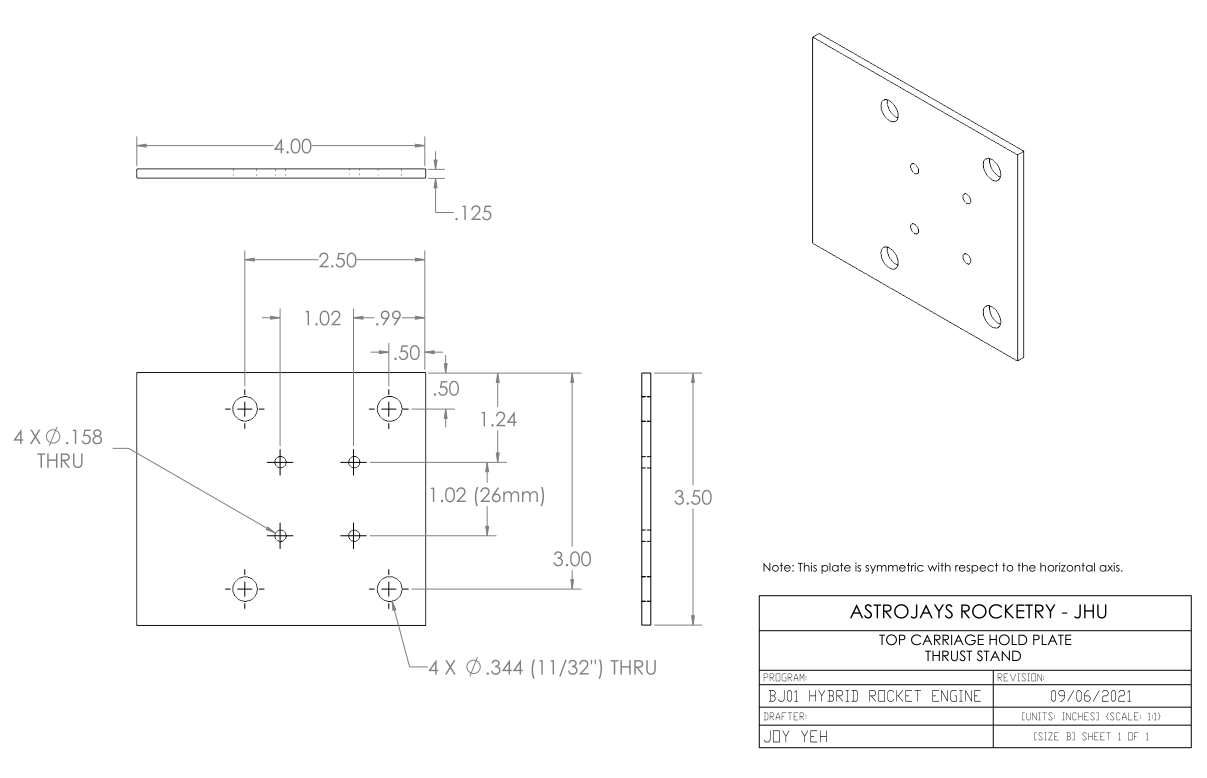 4.00
.125
2.50
1.02
.99
.50
.50
1.24
4 X Ø .158
THRU
1.02 (26mm)
3.50
3.00
4 X Ø .344 (11/32") THRU
Note: This plate is symmetric with respect to the horizontal axis.
ASTROJAYS ROCKETRY - JHU
TOP CARRIAGE HOLD PLATE
THRUST STAND
PROGRAM:
REVISION:
BJ01 HYBRID ROCKET ENGINE
09/06/2021
DRAFTER:
[UNITS: INCHES] (SCALE: 1:1)
JOY YEH
[SIZE B] SHEET 1 OF 1